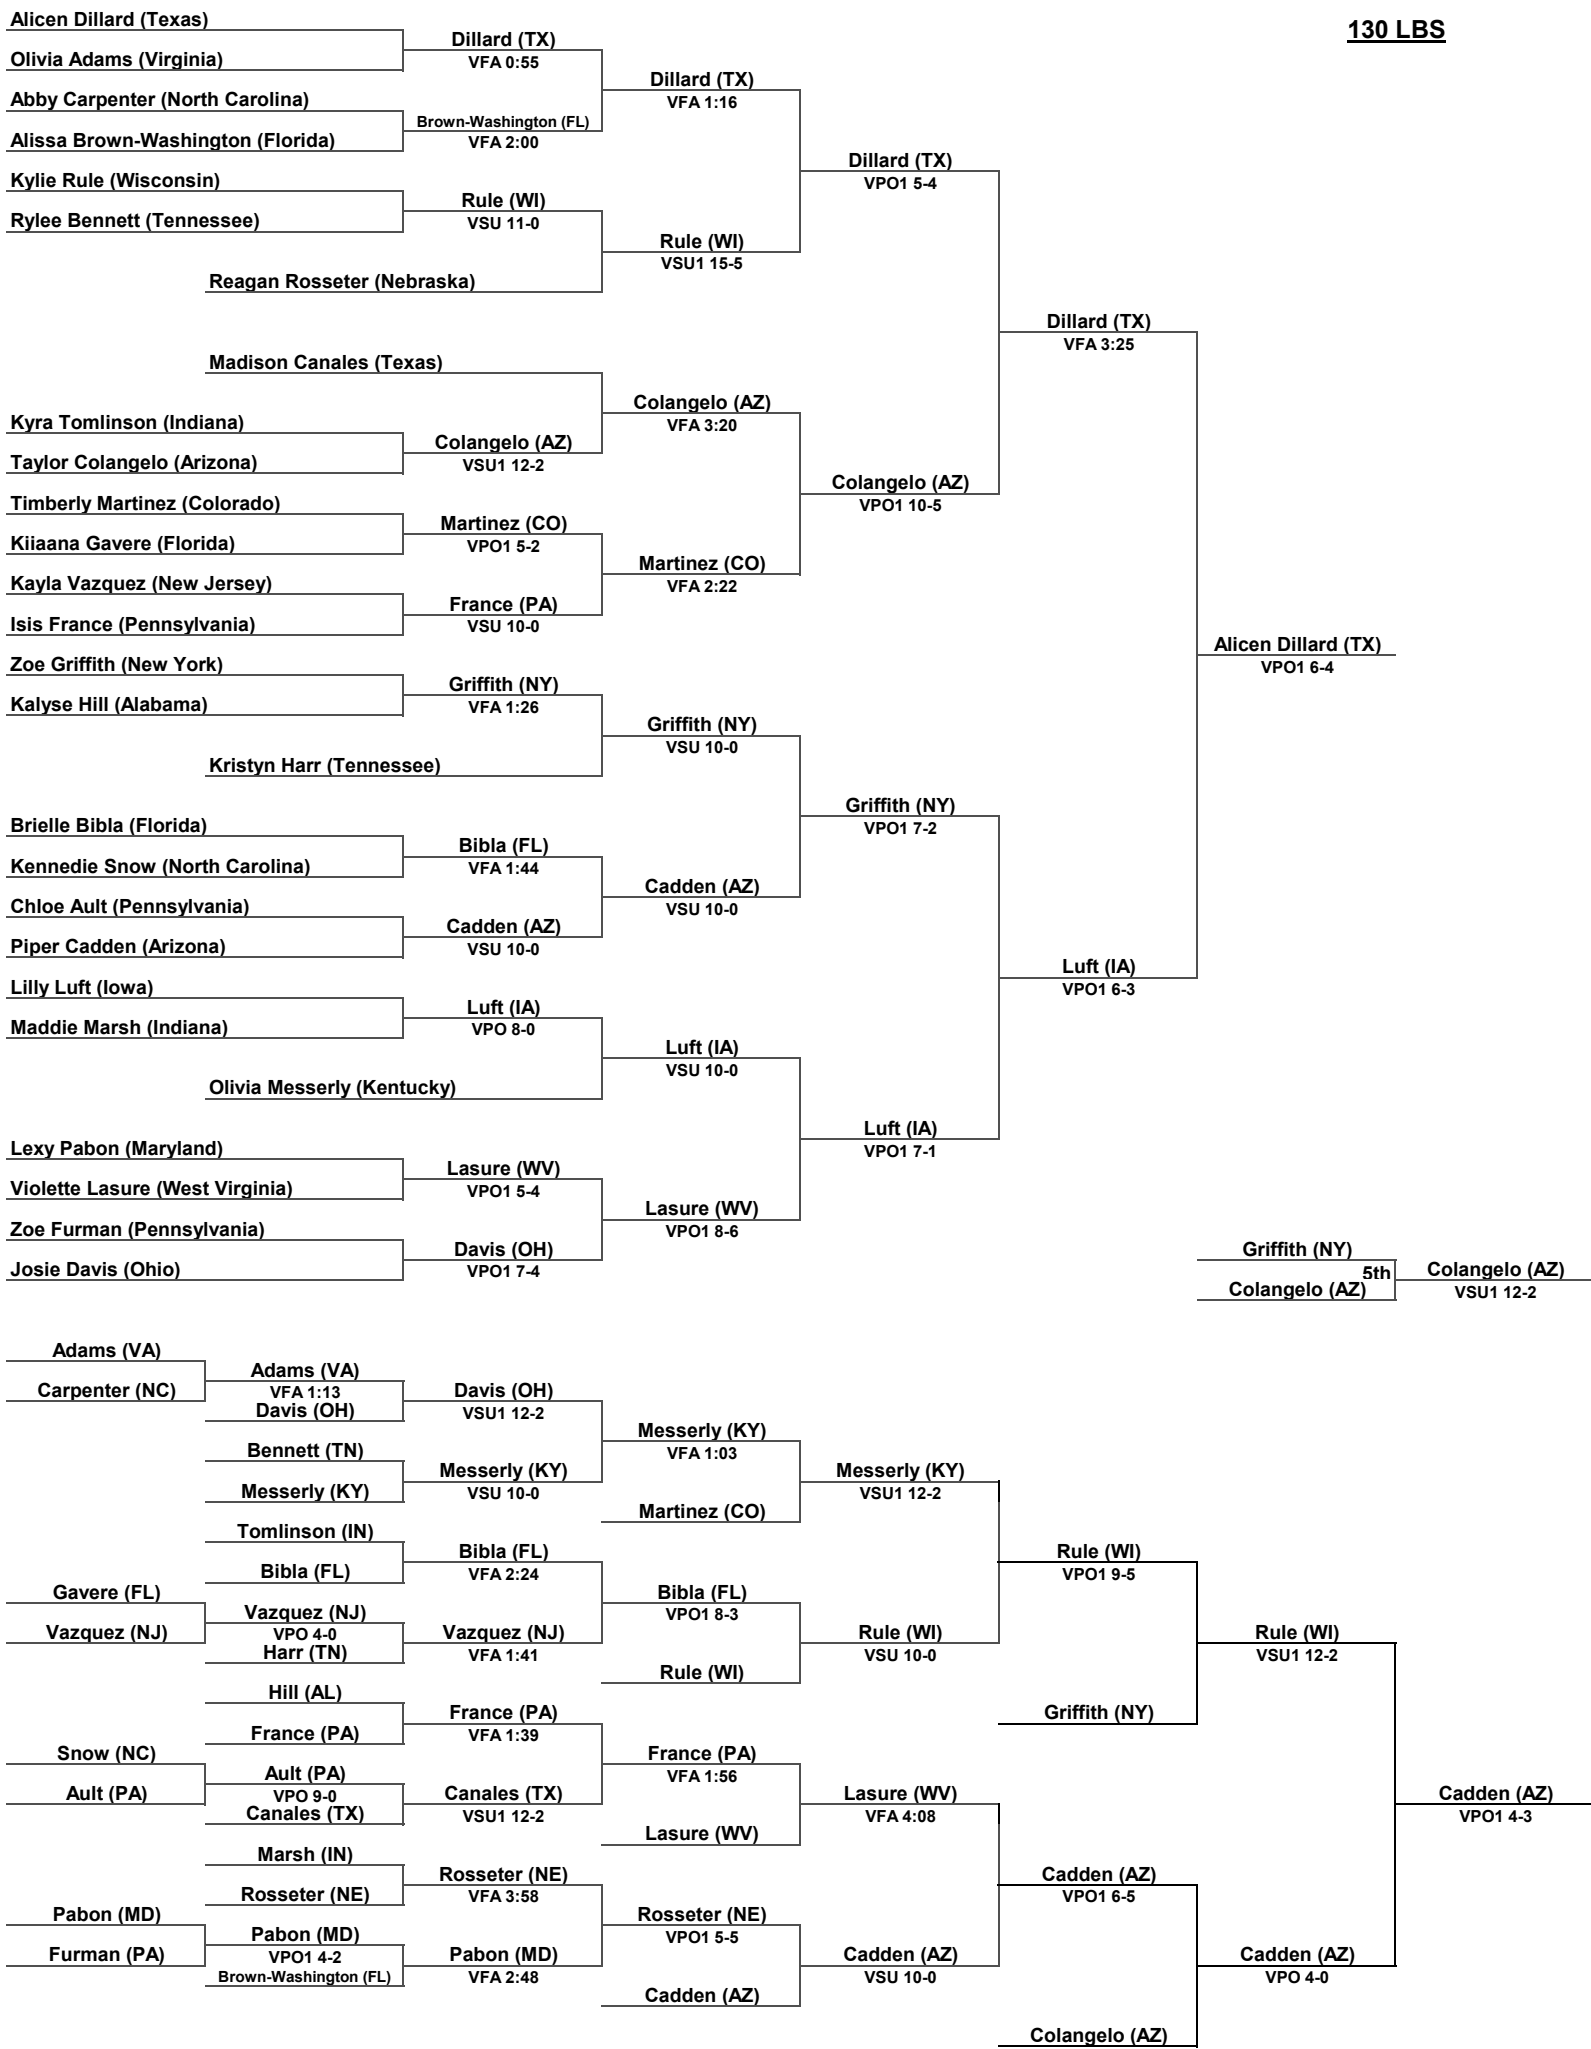 130 LBS
Alicen Dillard (Texas)
Olivia Adams (Virginia)
Abby Carpenter (North Carolina)
Alissa Brown-Washington (Florida)
Kylie Rule (Wisconsin)
Rylee Bennett (Tennessee)
Reagan Rosseter (Nebraska)
Madison Canales (Texas)
Kyra Tomlinson (Indiana)
Taylor Colangelo (Arizona)
Timberly Martinez (Colorado)
Kiiaana Gavere (Florida)
Kayla Vazquez (New Jersey)
Isis France (Pennsylvania)
Zoe Griffith (New York)
Kalyse Hill (Alabama)
Kristyn Harr (Tennessee)
Brielle Bibla (Florida)
Kennedie Snow (North Carolina)
Chloe Ault (Pennsylvania)
Piper Cadden (Arizona)
Lilly Luft (Iowa)
Maddie Marsh (Indiana)
Olivia Messerly (Kentucky)
Lexy Pabon (Maryland)
Violette Lasure (West Virginia)
Zoe Furman (Pennsylvania)
Josie Davis (Ohio)
Dillard (TX)
VFA 0:55
Brown-Washington (FL)
VFA 2:00
Rule (WI)
VSU 11-0
Colangelo (AZ)
VSU1 12-2
Martinez (CO)
VPO1 5-2
France (PA)
VSU 10-0
Griffith (NY)
VFA 1:26
Bibla (FL)
VFA 1:44
Cadden (AZ)
VSU 10-0
Luft (IA)
VPO 8-0
Lasure (WV)
VPO1 5-4
Davis (OH)
VPO1 7-4
Dillard (TX)
VFA 1:16
Rule (WI)
VSU1 15-5
Colangelo (AZ)
VFA 3:20
Martinez (CO)
VFA 2:22
Griffith (NY)
VSU 10-0
Cadden (AZ)
VSU 10-0
Luft (IA)
VSU 10-0
Lasure (WV)
VPO1 8-6
Dillard (TX)
VPO1 5-4
Colangelo (AZ)
VPO1 10-5
Griffith (NY)
VPO1 7-2
Luft (IA)
VPO1 7-1
Dillard (TX)
VFA 3:25
Luft (IA)
VPO1 6-3
Alicen Dillard (TX)
VPO1 6-4
Griffith (NY)
5th
Colangelo (AZ)
Colangelo (AZ)
VSU1 12-2
Adams (VA)
Carpenter (NC)
Gavere (FL)
Vazquez (NJ)
Snow (NC)
Ault (PA)
Pabon (MD)
Furman (PA)
Adams (VA)
VFA 1:13
Davis (OH)
Bennett (TN)
Messerly (KY)
Tomlinson (IN)
Bibla (FL)
Vazquez (NJ)
VPO 4-0
Harr (TN)
Hill (AL)
France (PA)
Ault (PA)
VPO 9-0
Canales (TX)
Marsh (IN)
Rosseter (NE)
Pabon (MD)
VPO1 4-2
Brown-Washington (FL)
Davis (OH)
VSU1 12-2
Messerly (KY)
VSU 10-0
Bibla (FL)
VFA 2:24
Vazquez (NJ)
VFA 1:41
France (PA)
VFA 1:39
Canales (TX)
VSU1 12-2
Rosseter (NE)
VFA 3:58
Pabon (MD)
VFA 2:48
Messerly (KY)
VFA 1:03
Martinez (CO)
Bibla (FL)
VPO1 8-3
Rule (WI)
France (PA)
VFA 1:56
Lasure (WV)
Rosseter (NE)
VPO1 5-5
Cadden (AZ)
Messerly (KY)
VSU1 12-2
Rule (WI)
VSU 10-0
Lasure (WV)
VFA 4:08
Cadden (AZ)
VSU 10-0
Rule (WI)
VPO1 9-5
Griffith (NY)
Cadden (AZ)
VPO1 6-5
Colangelo (AZ)
Rule (WI)
VSU1 12-2
Cadden (AZ)
VPO 4-0
Cadden (AZ)
VPO1 4-3